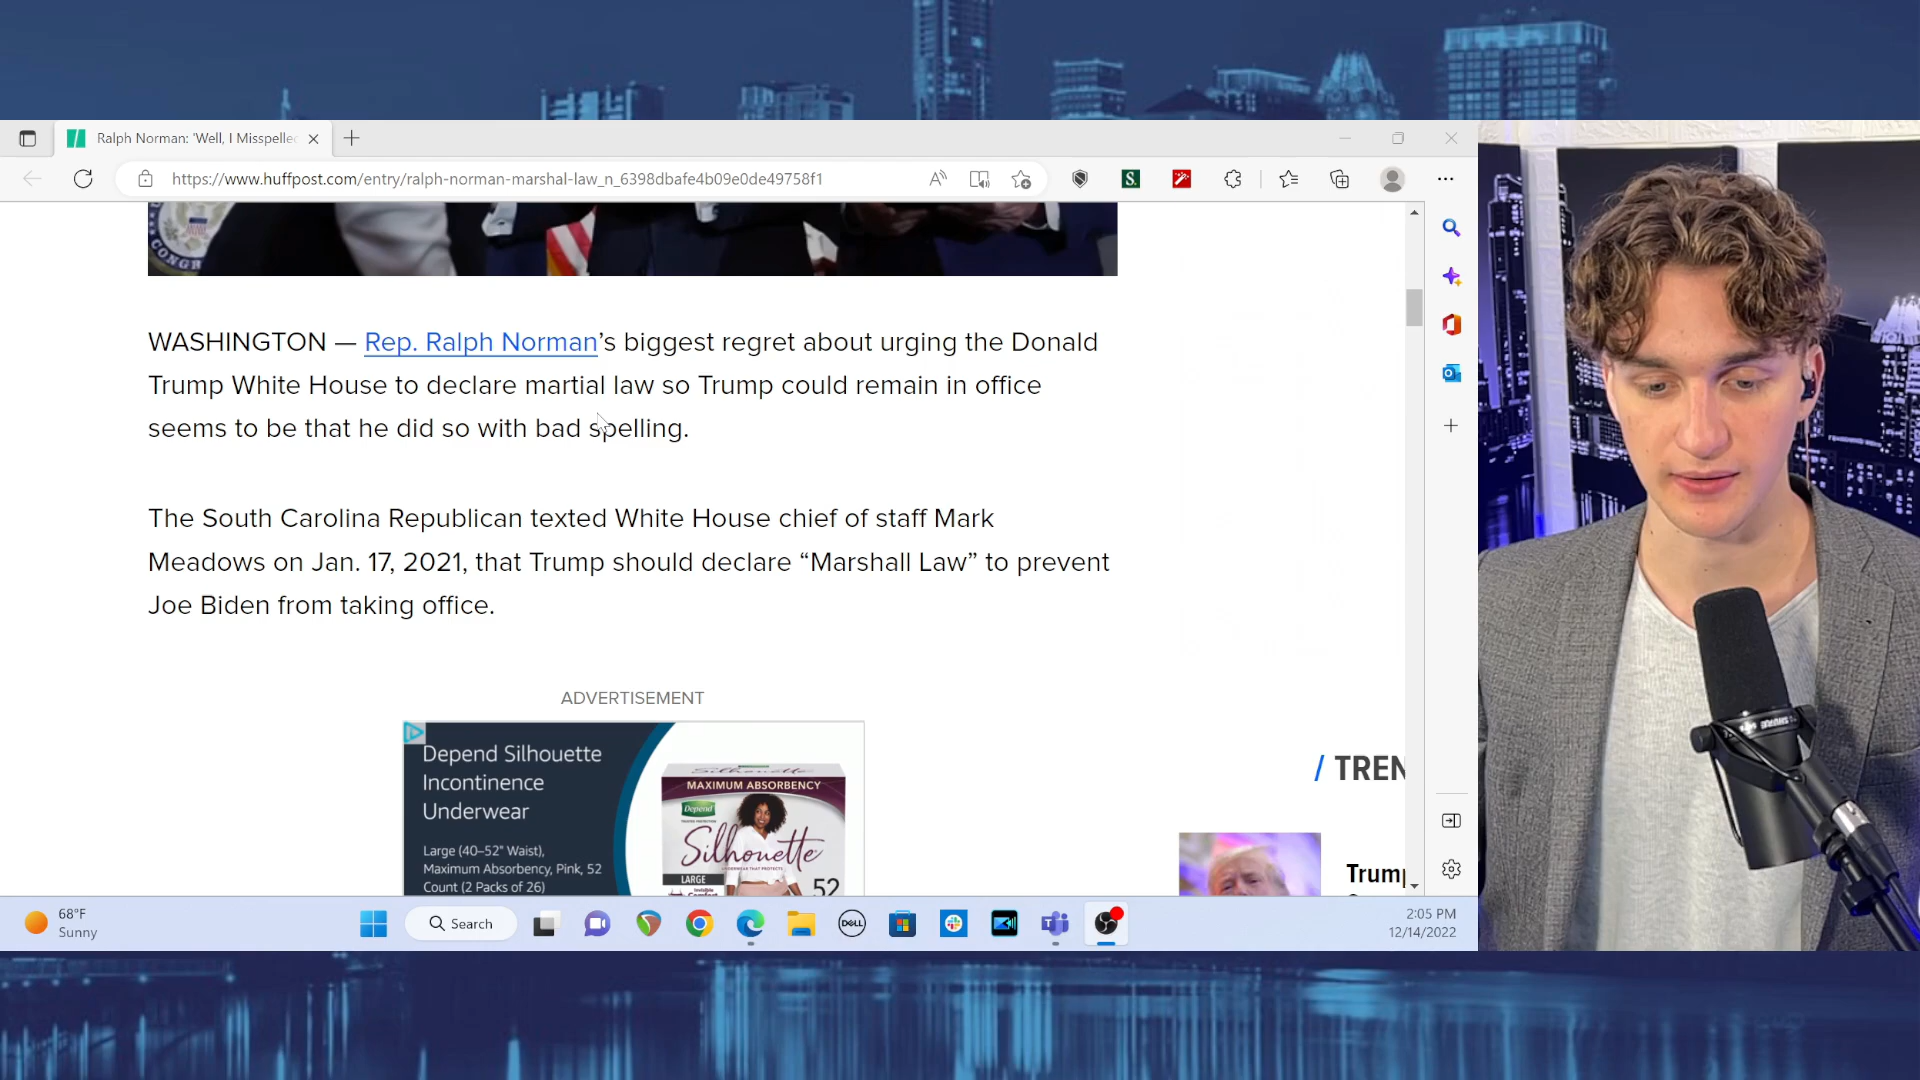 Ralph Norman: 'Well, I Misspelled
https://www.huffpost.com/entry/ralph-norman-marshal-law_n_6398dbafe4b09e0de49758f1
CONGR
WASHINGTON — Rep. Ralph Norman's biggest regret about urging the Donald
Trump White House to declare martial law so Trump could remain in office
seems to be that he did so with bad spelling.
The South Carolina Republican texted White House chief of staff Mark
Meadows on Jan. 17, 2021, that Trump should declare “Marshall Law” to prevent
Joe Biden from taking office.
ADVERTISEMENT
Depend Silhouette
Incontinence
Underwear
Large (40–52" Waist),
Maximum Absorbency, Pink, 52
Count (2 Packs of 26)
MAXIMUM ABSORBENCY
Depend
Silhouette
LARGE
52
/ TREN
Trump
68°F
Sunny
Search
DELL
2:05 PM
12/14/2022
SHURE